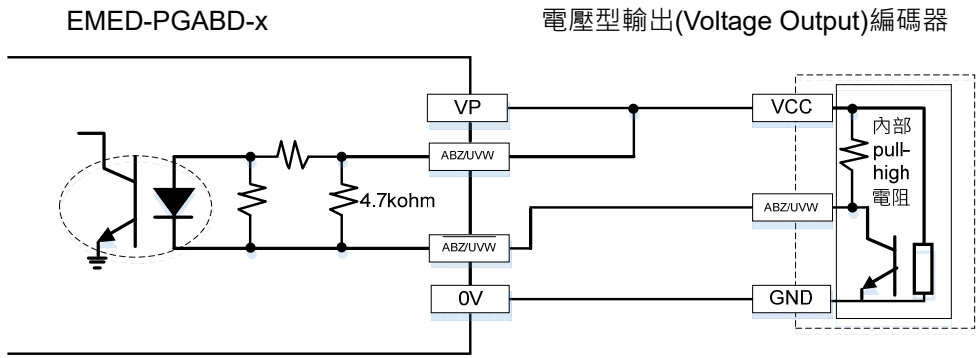 EMED-PGABD-x
電壓型輸出(Voltage Output)編碼器
VP
VCC
ABZ/UVW
內部
pull-
high
電阻
4.7kohm
ABZ/UVW
ABZ/UVW
0V
GND